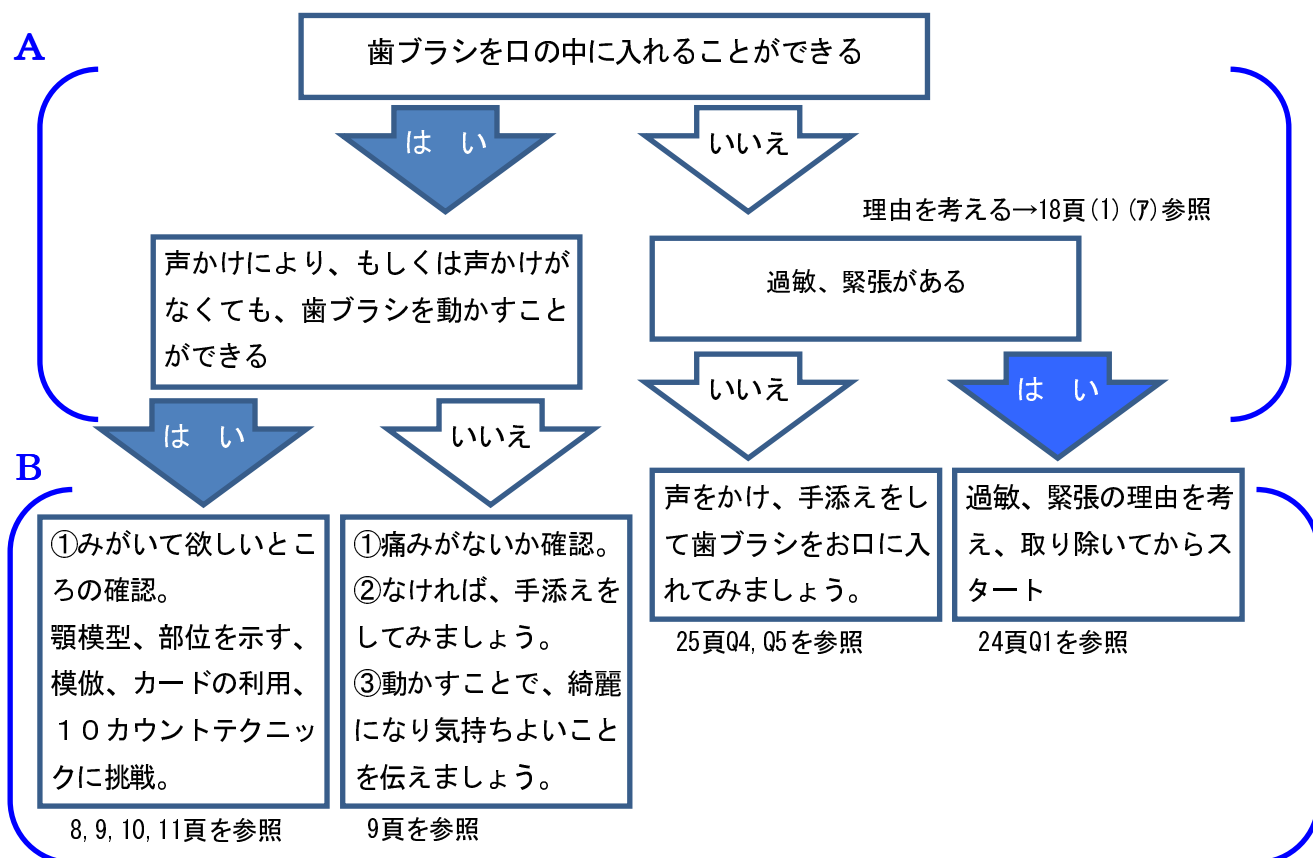 A
歯ブラシを口の中に入れることができる
は　い
いいえ
理由を考える→18頁(1)(ｱ)参照
声かけにより、もしくは声かけが
なくても、歯ブラシを動かすこと
ができる
過敏、緊張がある
は　い
いいえ
いいえ
は　い
B
①みがいて欲しいとこ
ろの確認。
顎模型、部位を示す、
模倣、カードの利用、
１０カウントテクニッ
クに挑戦。
8,9,10,11頁を参照
①痛みがないか確認。
②なければ、手添えを
してみましょう。
③動かすことで、綺麗
になり気持ちよいこと
を伝えましょう。
9頁を参照
声をかけ、手添えをし
て歯ブラシをお口に入
れてみましょう。
25頁Q4,Q5を参照
過敏、緊張の理由を考
え、取り除いてからス
タート
24頁Q1を参照